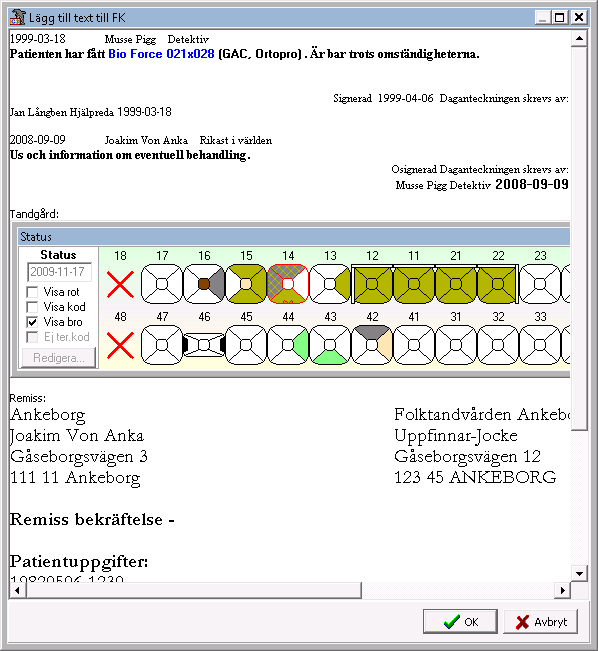 Lägg till text till FK
1999-03-18 Musse Pigg Detektiv
Patienten har fått Bio Force 021x028 (GAC, Ortopro) . Är bar trots omständigheterna.
Signerad 1999-04-06 Daganteckningen skrevs av:
Jan Långben Hjälpreda 1999-03-18
2008-09-09 Joakim Von Anka Rikast i världen
Us och information om eventuell behandling.
Osignerad Daganteckningen skrevs av:
Musse Pigg Detektiv 2008-09-09
Tandgård:
Status
Status
2009-11-17
Visa rot
Visa kod
Visa bro
Ej ter.kod
Redigera...
18 17 16 15 14 13 12 11 21 22 23
48 47 46 45 44 43 42 41 31 32 33
Remiss:
Ankeborg Folktandvården Ankebo
Joakim Von Anka Uppfinnar-Jocke
Gåseborgsvägen 3 Gåseborgsvägen 12
111 11 Ankeborg 123 45 ANKEBORG
Remiss bekräftelse -
Patientuppgifter:
19820506-1230
OK
Avbryt